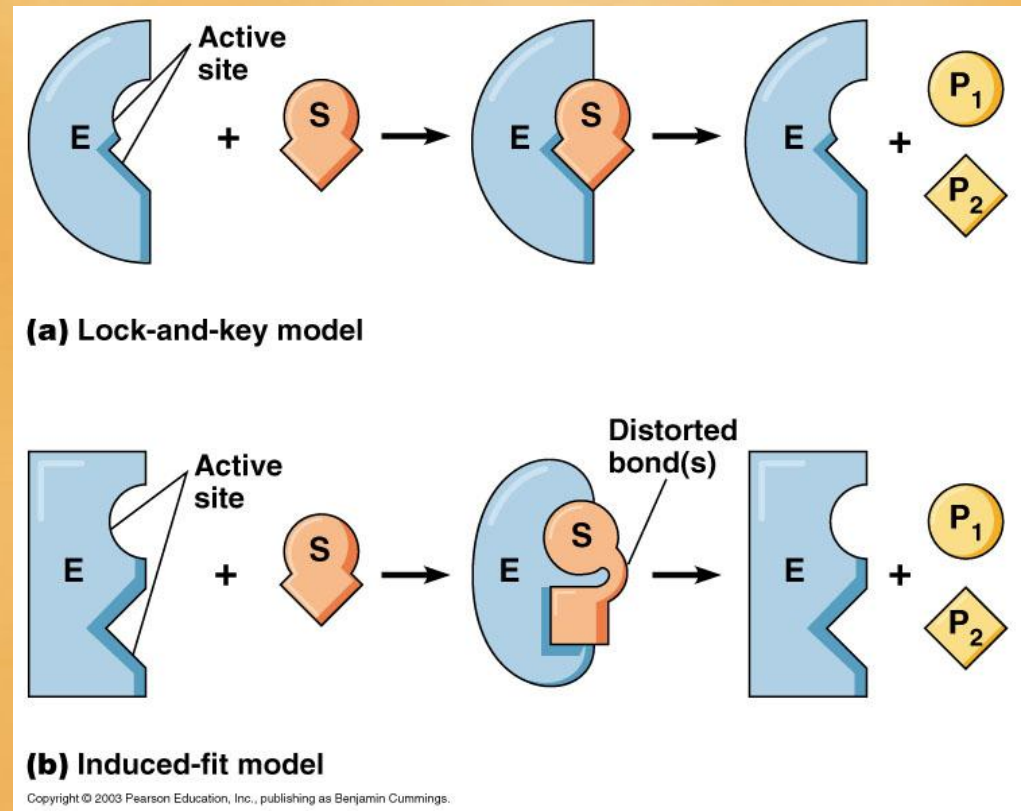 Active
site
E
+
S
E
S
E
+
P₁
P₂
(a) Lock-and-key model
Distorted
bond(s)
Active
site
E
+
S
E
S
E
+
P₁
P₂
(b) Induced-fit model
Copyright © 2003 Pearson Education, Inc., publishing as Benjamin Cummings.